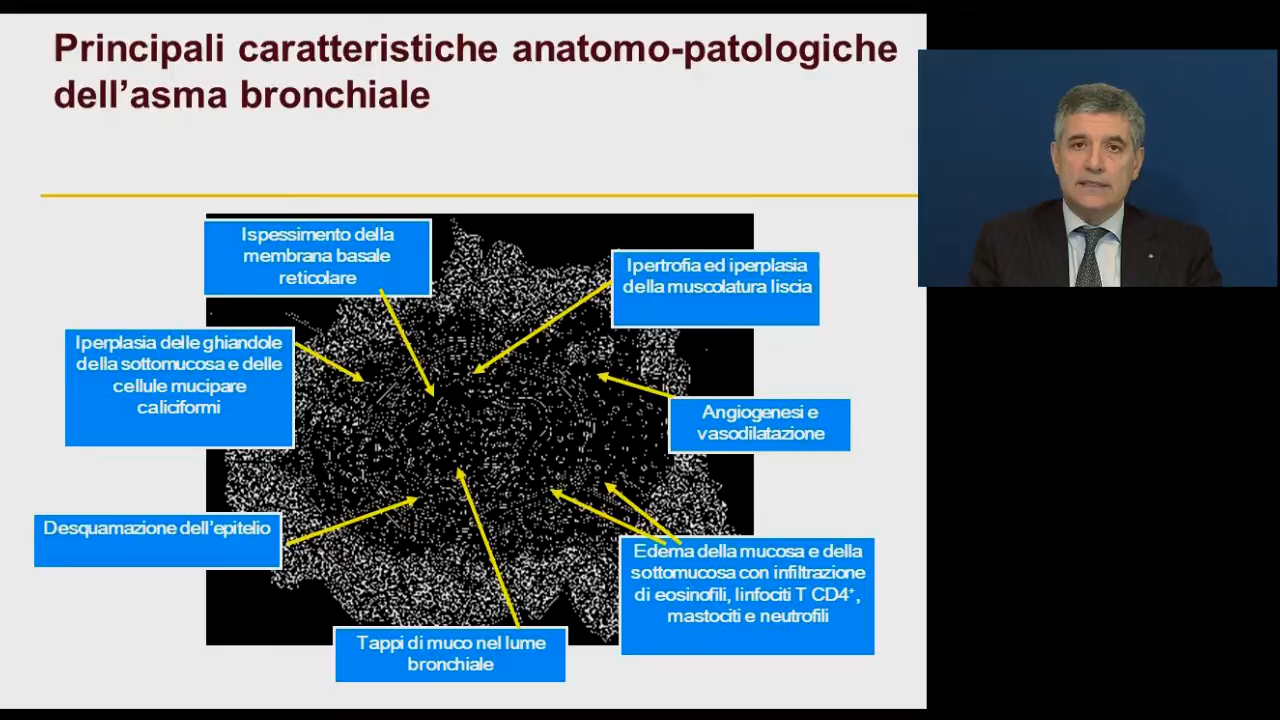 Principali caratteristiche anatomo-patologiche
dell'asma bronchiale
Ispessimento della
membrana basale
reticolare
Ipertrofia ed iperplasia
della muscolatura liscia
Iperplasia delle ghiandole
della sottomucosa e delle
cellule mucipare
caliciformi
Angiogenesi e
vasodilatazione
Desquamazione dell'epitelio
Edema della mucosa e della
sottomucosa con infiltrazione
di eosinofili, linfociti T CD4⁺,
mastociti e neutrofili
Tappi di muco nel lume
bronchiale